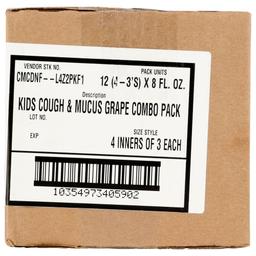 VENDOR STK NO. PACK UNITS
CMCDNF--L4Z2PKF1 12 (4-3'S) X 8 FL. OZ.
Description
KIDS COUGH & MUCUS GRAPE COMBO PACK
LOT NO.
SIZE STYLE
EXP 4 INNERS OF 3 EACH
10354973405902